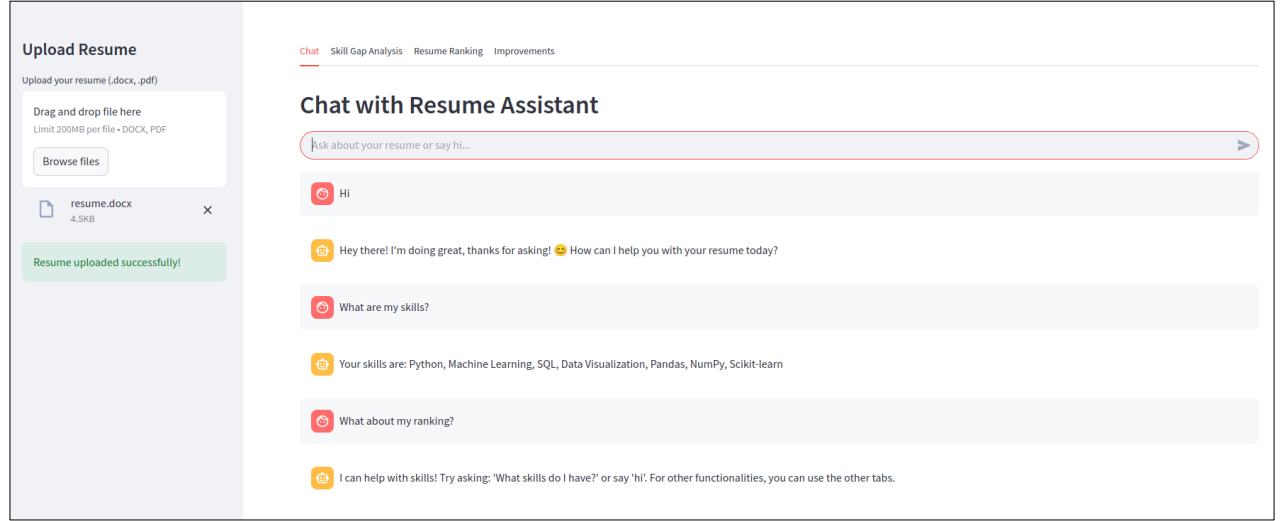 Upload Resume
Upload your resume (.docx, .pdf)
Drag and drop file here
Limit 200MB per file • DOCX, PDF
Browse files
resume.docx
4.5KB
Resume uploaded successfully!
Chat Skill Gap Analysis Resume Ranking Improvements
Chat with Resume Assistant
Ask about your resume or say hi...
Hi
Hey there! I'm doing great, thanks for asking! 😊 How can I help you with your resume today?
What are my skills?
Your skills are: Python, Machine Learning, SQL, Data Visualization, Pandas, NumPy, Scikit-learn
What about my ranking?
I can help with skills! Try asking: 'What skills do I have?' or say 'hi'. For other functionalities, you can use the other tabs.